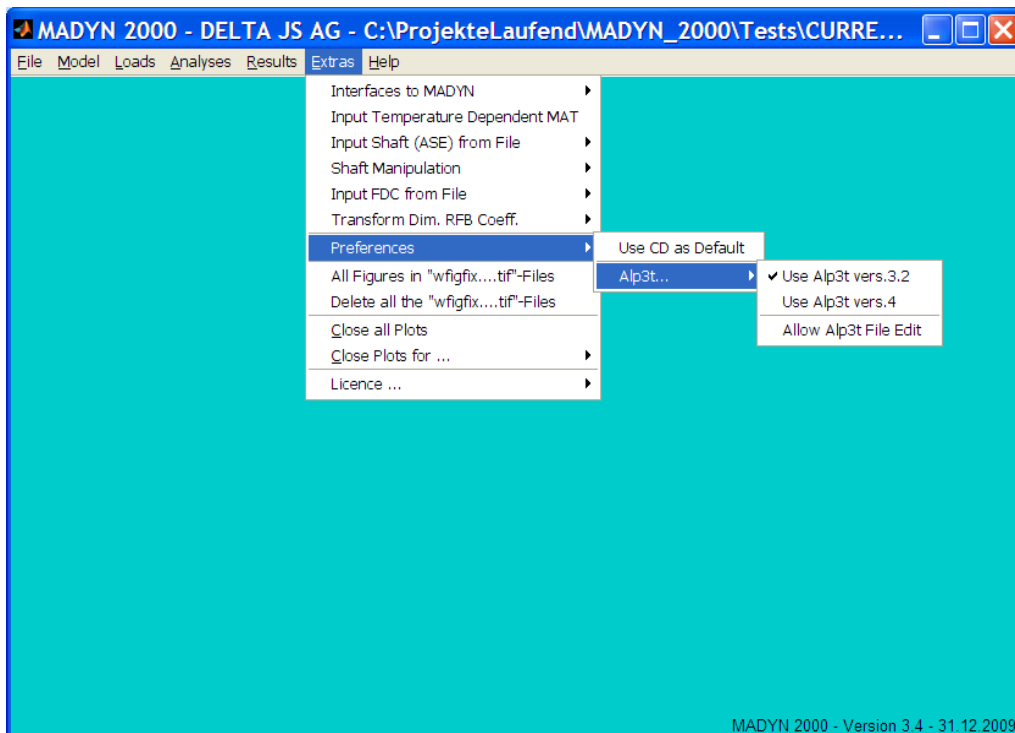 MADYN 2000 - DELTA JS AG - C:\ProjekteLaufend\MADYN_2000\Tests\CURRE...
File Model Loads Analyses Results Extras Help
Interfaces to MADYN
Input Temperature Dependent MAT
Input Shaft (ASE) from File
Shaft Manipulation
Input FDC from File
Transform Dim. RFB Coeff.
Preferences
All Figures in "wfigfix....tif"-Files
Delete all the "wfigfix....tif"-Files
Close all Plots
Close Plots for ...
Licence ...
Use CD as Default
Alp3t...
Use Alp3t vers.3.2
Use Alp3t vers.4
Allow Alp3t File Edit
MADYN 2000 - Version 3.4 - 31.12.2009